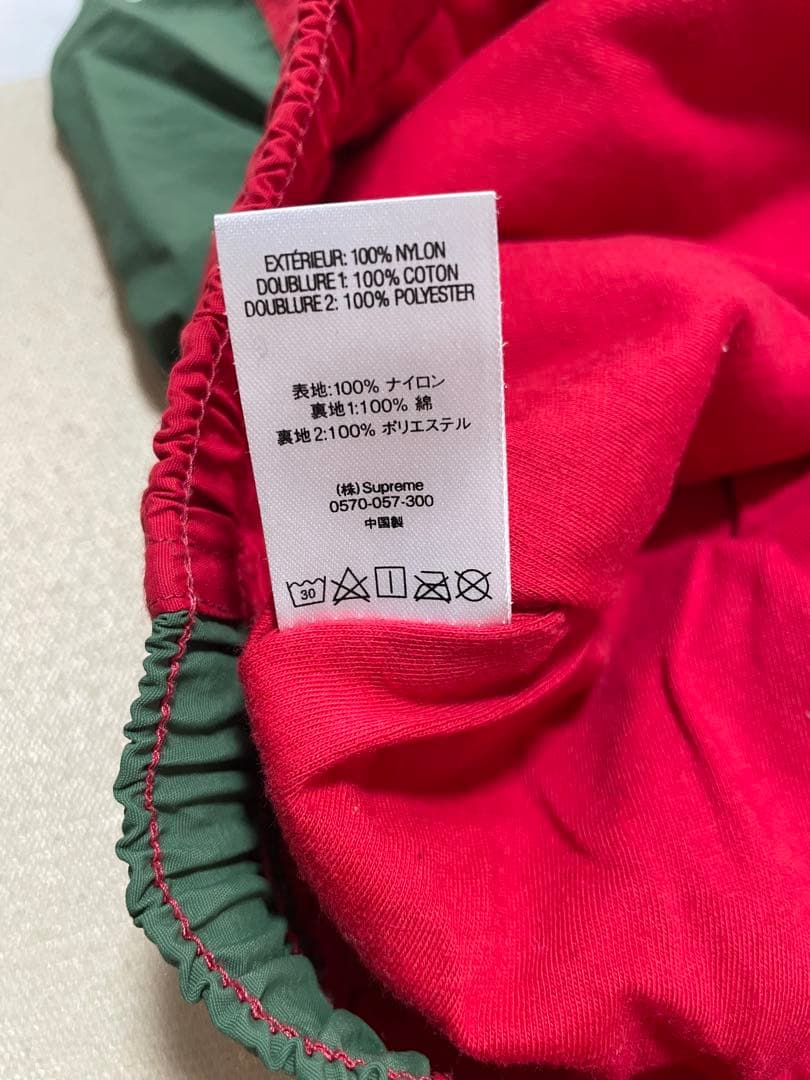 EXTÉRIEUR: 100% NYLON
DOUBLURE 1: 100% COTON
DOUBLURE 2: 100% POLYESTER
表地:100% ナイロン
裏地1:100% 綿
裏地2:100% ポリエステル
(株)Supreme
0570-057-300
中国製
30